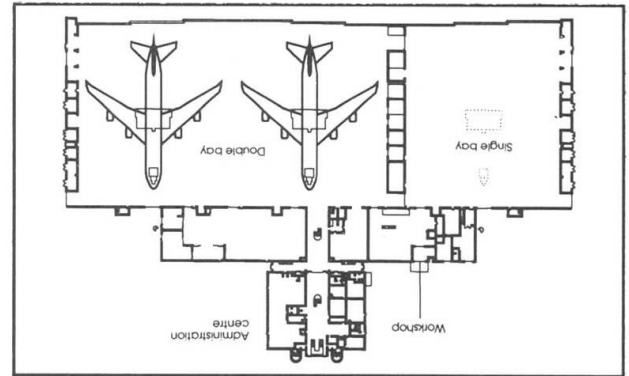 Workshop
Administration
centre
Single bay
Double bay